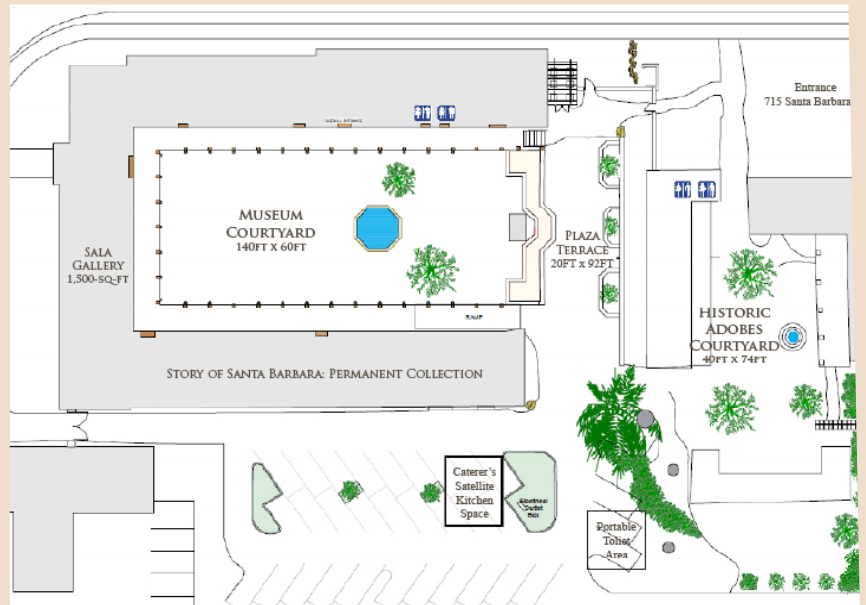 Entrance
715 Santa Barbara
MUSEUM
COURTYARD
140FT X 60FT
SALA
GALLERY
1,500-SQ-FT
PLAZA
TERRACE
20FT X 92FT
HISTORIC
ADOBES
COURTYARD
40FT X 74FT
RAMP
STORY OF SANTA BARBARA: PERMANENT COLLECTION
Caterer's
Satellite
Kitchen
Space
Electrical
Outlet
Box
Portable
Toliet
Area